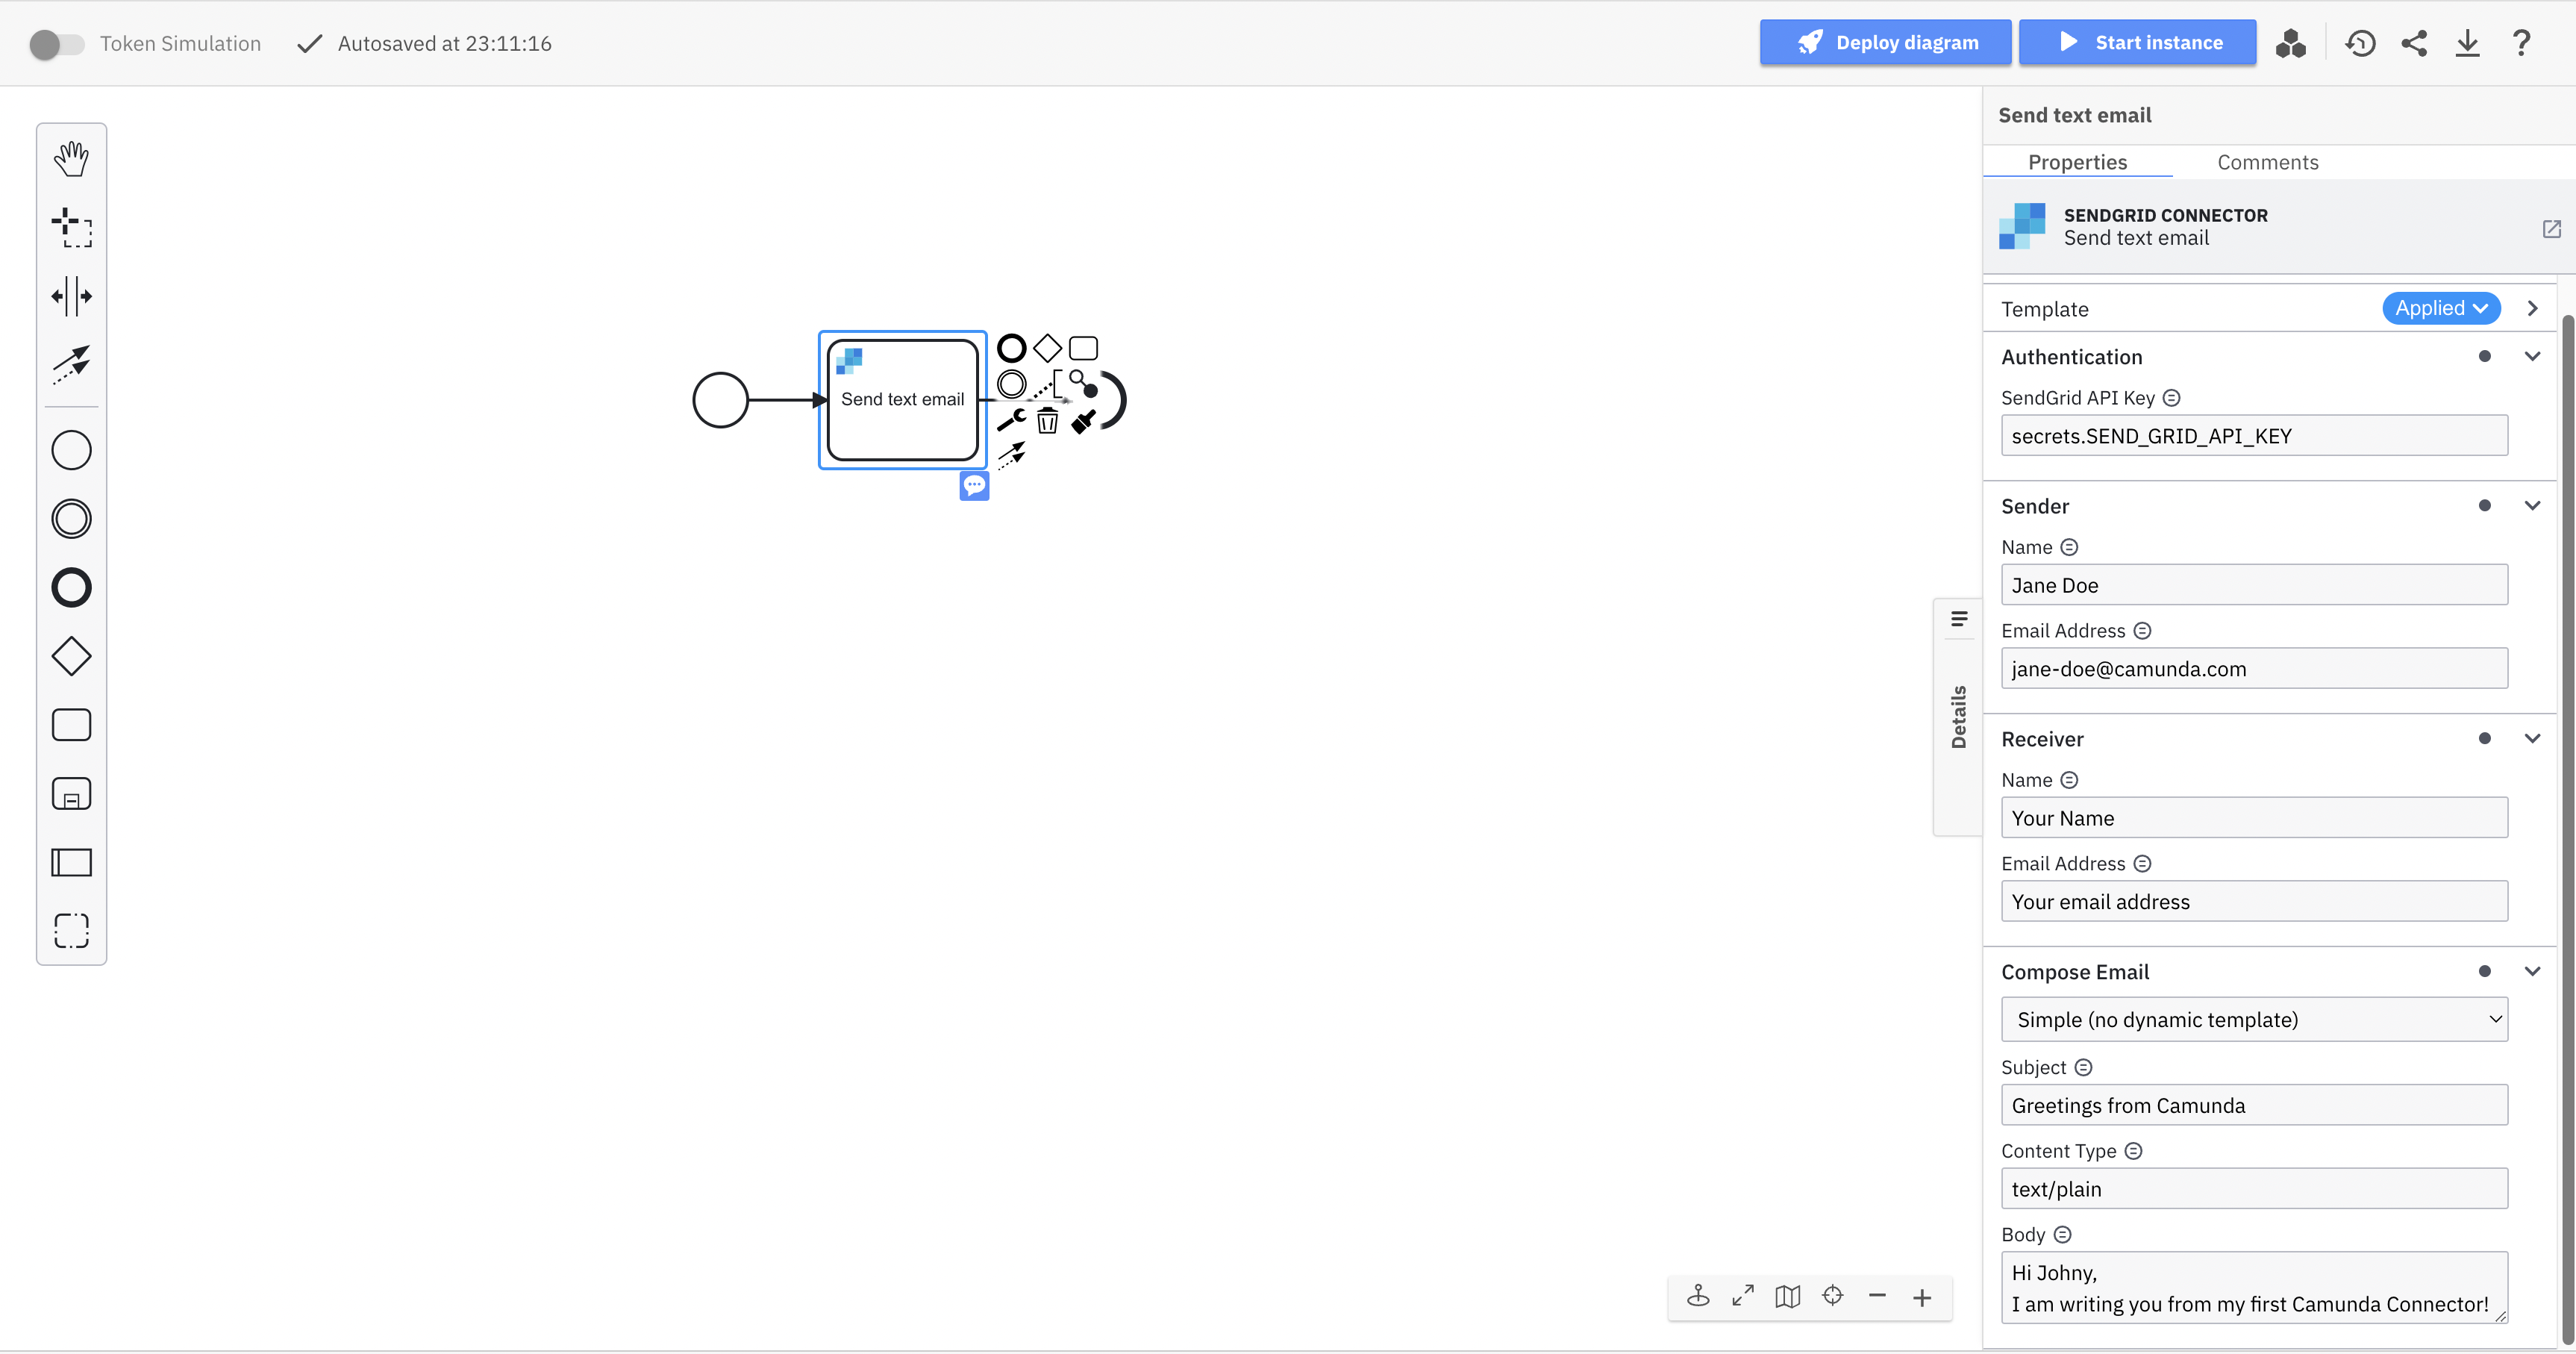 Token Simulation
Autosaved at 23:11:16
Deploy diagram
Start instance
?
Send text email
Send text email
Properties
Comments
SENDGRID CONNECTOR
Send text email
Template
Applied
Authentication
SendGrid API Key
secrets.SEND_GRID_API_KEY
Sender
Name
Jane Doe
Email Address
jane-doe@camunda.com
Details
Receiver
Name
Your Name
Email Address
Your email address
Compose Email
Simple (no dynamic template)
Subject
Greetings from Camunda
Content Type
text/plain
Body
Hi Johny,
I am writing you from my first Camunda Connector!